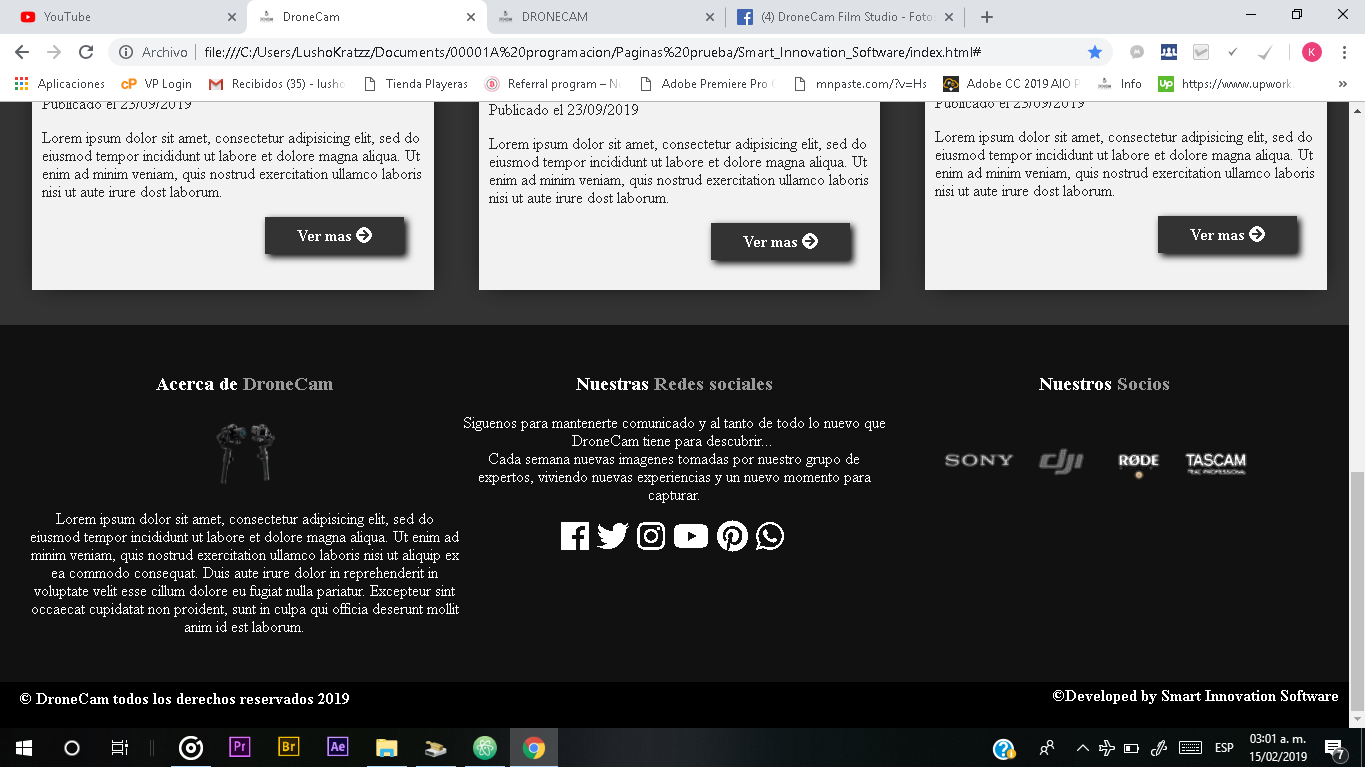 YouTube
DroneCam
DRONECAM
(4) DroneCam Film Studio - Fotos
Archivo
file:///C:/Users/LushoKratzz/Documents/00001A%20programacion/Paginas%20prueba/Smart_Innovation_Software/index.html#
K
Aplicaciones
cP VP Login
Recibidos (35) - lusho
Tienda Playeras
Referral program – N
Adobe Premiere Pro
mnpaste.com/?v=Hs
Adobe CC 2019 AIO P
Info
Up https://www.upwork
»
Publicado el 23/09/2019
Lorem ipsum dolor sit amet, consectetur adipisicing elit, sed do
eiusmod tempor incididunt ut labore et dolore magna aliqua. Ut
enim ad minim veniam, quis nostrud exercitation ullamco laboris
nisi ut aute irure dost laborum.
Ver mas
Publicado el 23/09/2019
Lorem ipsum dolor sit amet, consectetur adipisicing elit, sed do
eiusmod tempor incididunt ut labore et dolore magna aliqua. Ut
enim ad minim veniam, quis nostrud exercitation ullamco laboris
nisi ut aute irure dost laborum.
Ver mas
Publicado el 23/09/2019
Lorem ipsum dolor sit amet, consectetur adipisicing elit, sed do
eiusmod tempor incididunt ut labore et dolore magna aliqua. Ut
enim ad minim veniam, quis nostrud exercitation ullamco laboris
nisi ut aute irure dost laborum.
Ver mas
Acerca de DroneCam
Lorem ipsum dolor sit amet, consectetur adipisicing elit, sed do
eiusmod tempor incididunt ut labore et dolore magna aliqua. Ut enim ad
minim veniam, quis nostrud exercitation ullamco laboris nisi ut aliquip ex
ea commodo consequat. Duis aute irure dolor in reprehenderit in
voluptate velit esse cillum dolore eu fugiat nulla pariatur. Excepteur sint
occaecat cupidatat non proident, sunt in culpa qui officia deserunt mollit
anim id est laborum.
Nuestras Redes sociales
Siguenos para mantenerte comunicado y al tanto de todo lo nuevo que
DroneCam tiene para descubrir...
Cada semana nuevas imagenes tomadas por nuestro grupo de
expertos, viviendo nuevas experiencias y un nuevo momento para
capturar.
Nuestros Socios
SONY
dji
RØDE
TASCAM
© DroneCam todos los derechos reservados 2019
©Developed by Smart Innovation Software
Pr
Br
Ae
ESP
03:01 a. m.
15/02/2019
7